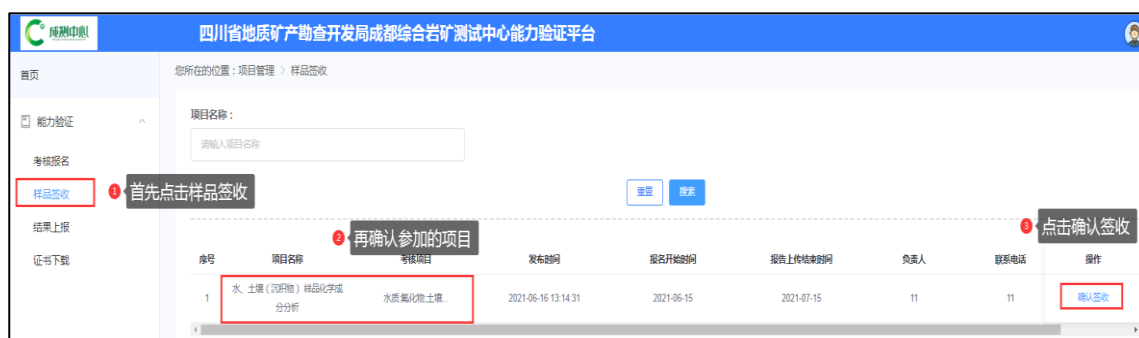 成测中心
四川省地质矿产勘查开发局成都综合岩矿测试中心能力验证平台
首页
您所在的位置：项目管理 〉 样品签收
能力验证
项目名称：
请输入项目名称
考核报名
样品签收
1 首先点击样品签收
重置 搜索
结果上报
2 再确认参加的项目
3 点击确认签收
证书下载
序号 项目名称 考核项目 发布时间 报名开始时间 报告上传结束时间 负责人 联系电话 操作
1 水、土壤（沉积物）样品化学成分分析 水质氟化物;土壤... 2021-06-16 13:14:31 2021-06-15 2021-07-15 11 11 确认签收